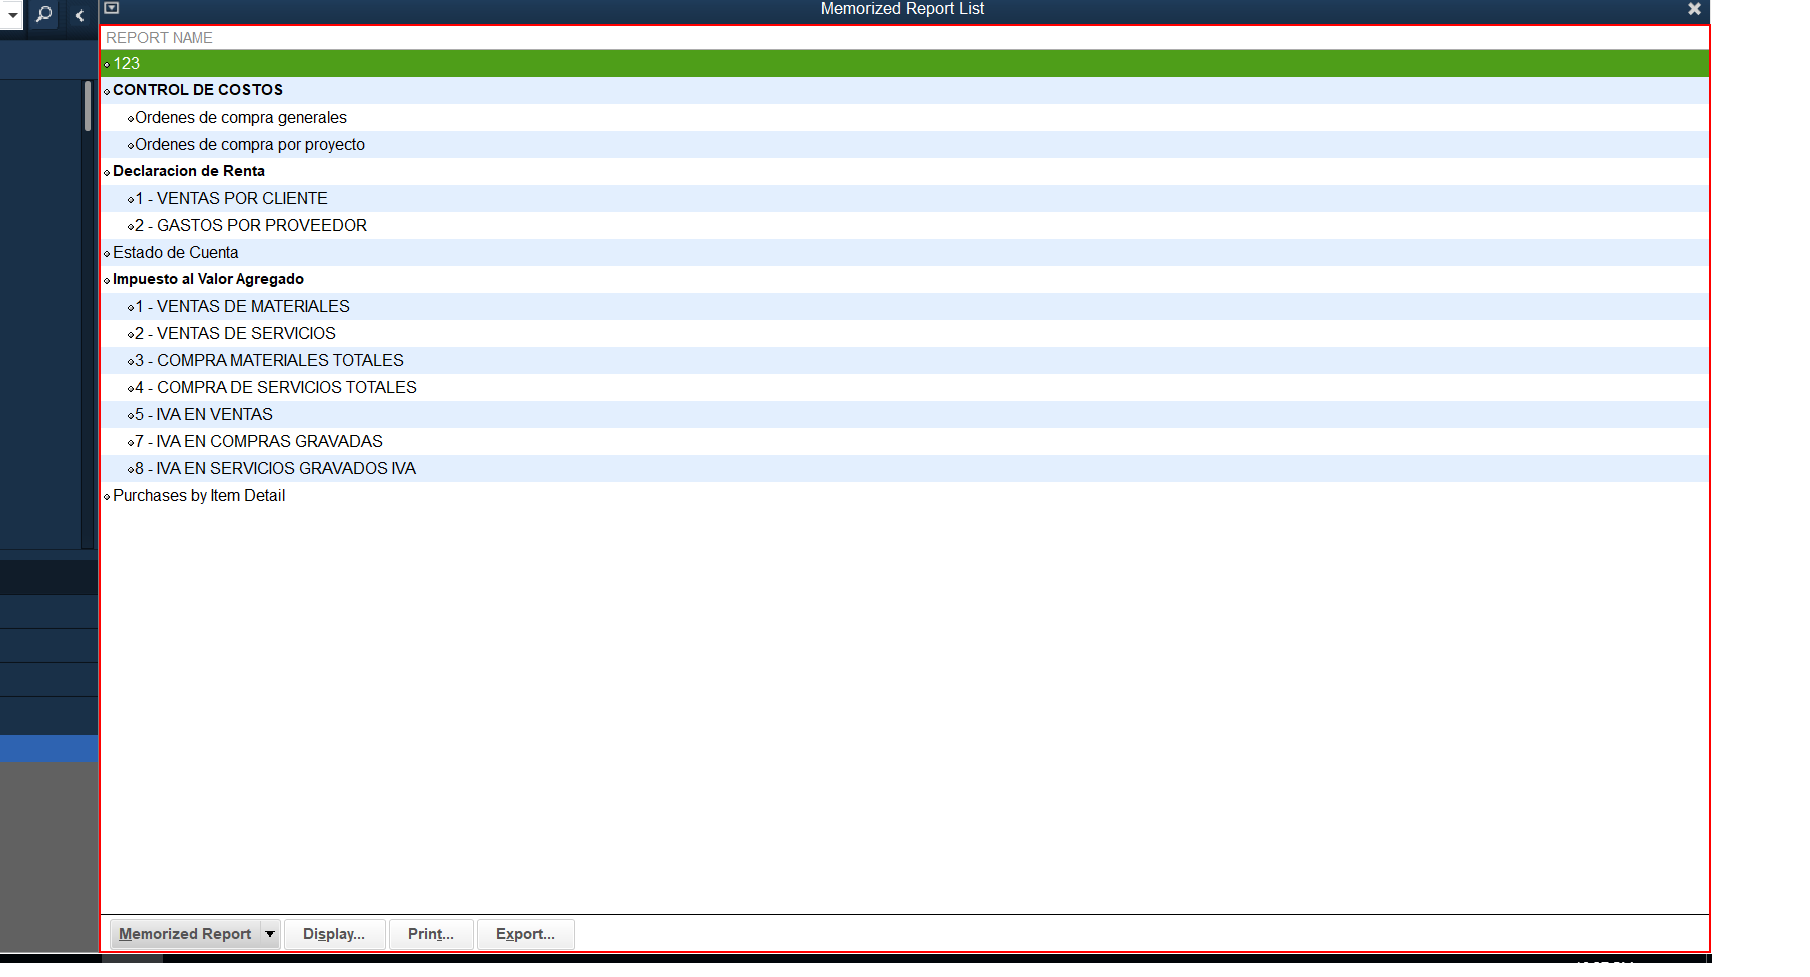 Memorized Report List
REPORT NAME
123
CONTROL DE COSTOS
Ordenes de compra generales
Ordenes de compra por proyecto
Declaracion de Renta
1 - VENTAS POR CLIENTE
2 - GASTOS POR PROVEEDOR
Estado de Cuenta
Impuesto al Valor Agregado
1 - VENTAS DE MATERIALES
2 - VENTAS DE SERVICIOS
3 - COMPRA MATERIALES TOTALES
4 - COMPRA DE SERVICIOS TOTALES
5 - IVA EN VENTAS
7 - IVA EN COMPRAS GRAVADAS
8 - IVA EN SERVICIOS GRAVADOS IVA
Purchases by Item Detail
Memorized Report Display... Print... Export...